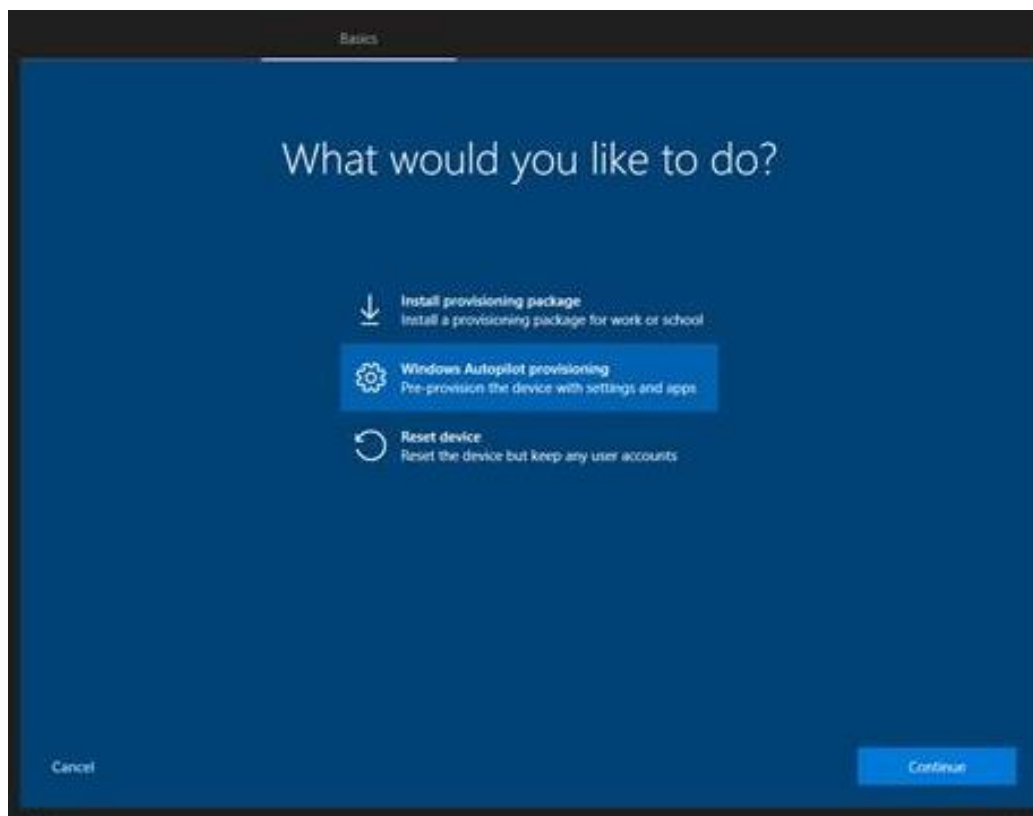 Basics
What would you like to do?
Install provisioning package
Install a provisioning package for work or school
Windows Autopilot provisioning
Pre-provision the device with settings and apps
Reset device
Reset the device but keep any user accounts
Cancel
Continue